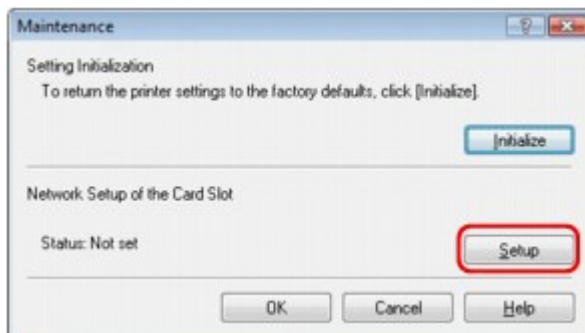 Maintenance
Setting Initialization
To return the printer settings to the factory defaults, click [Initialize].
Initialize
Network Setup of the Card Slot
Status: Not set
Setup
OK
Cancel
Help